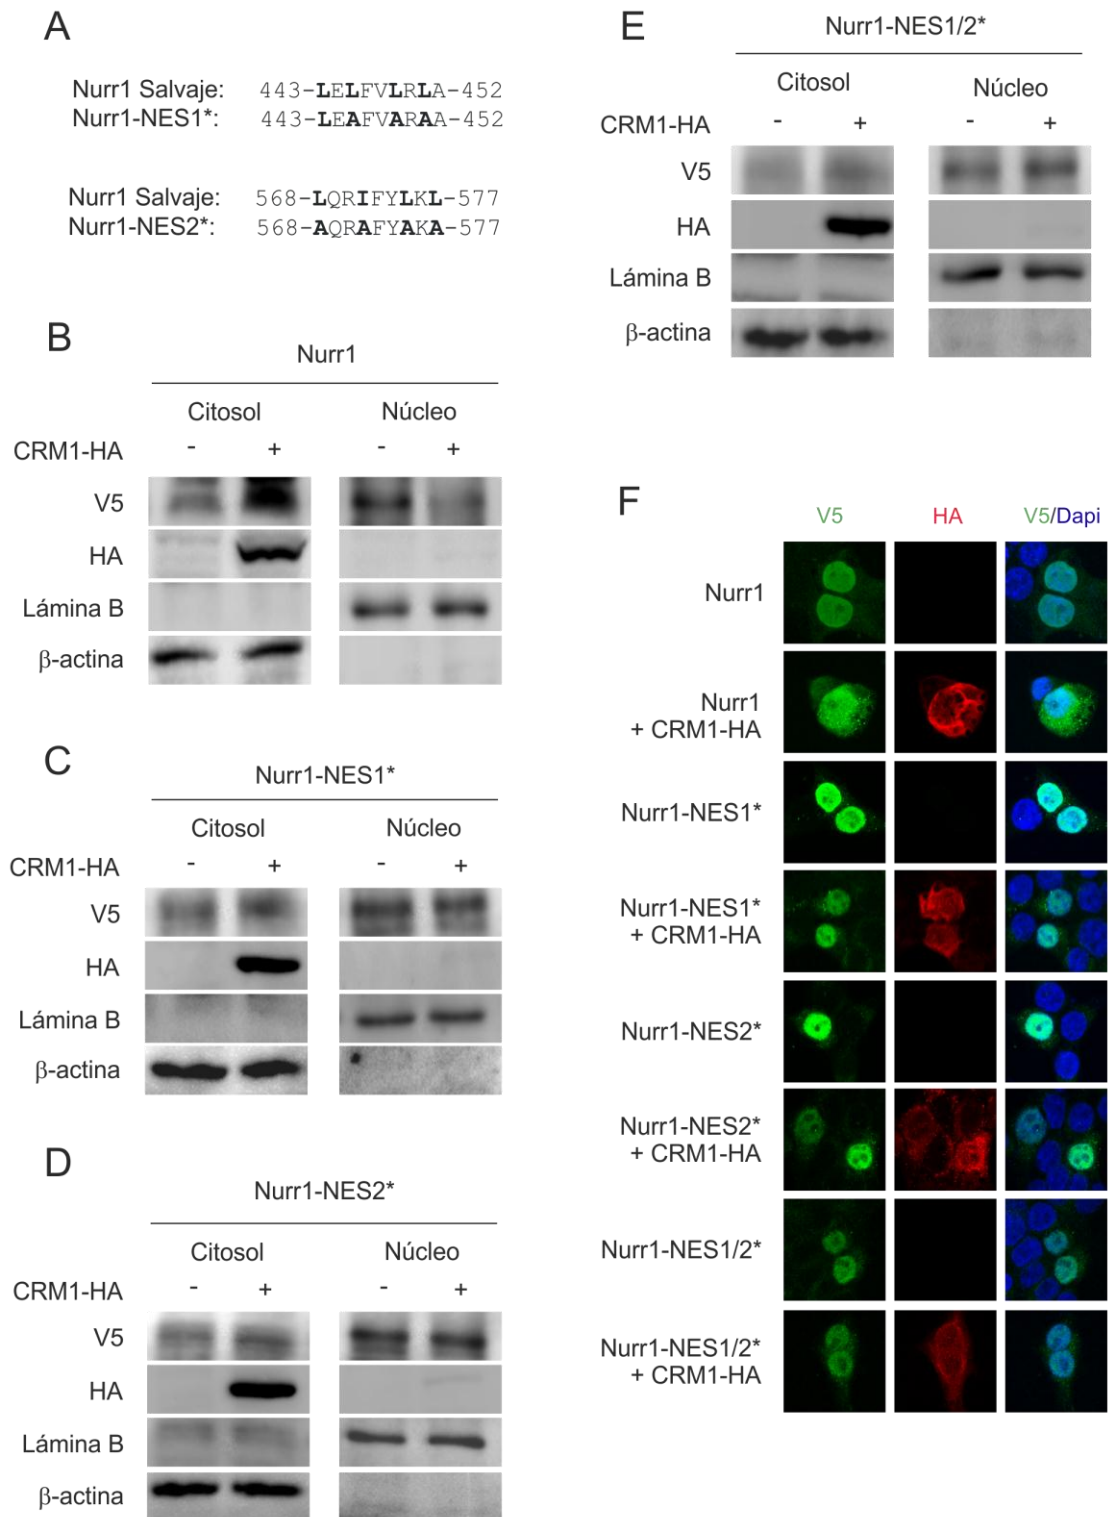 A
Nurr1 Salvaje: 443-LELFVLRLA-452
Nurr1-NES1*: 443-LEAFVARAA-452
Nurr1 Salvaje: 568-LQRIFYLKL-577
Nurr1-NES2*: 568-AQRAFYAKA-577
B
Nurr1
Citosol Núcleo
CRM1-HA - + - +
V5
HA
Lámina B
β-actina
C
Nurr1-NES1*
Citosol Núcleo
CRM1-HA - + - +
V5
HA
Lámina B
β-actina
D
Nurr1-NES2*
Citosol Núcleo
CRM1-HA - + - +
V5
HA
Lámina B
β-actina
E
Nurr1-NES1/2*
Citosol Núcleo
CRM1-HA - + - +
V5
HA
Lámina B
β-actina
F
V5 HA V5/Dapi
Nurr1
Nurr1
+ CRM1-HA
Nurr1-NES1*
Nurr1-NES1*
+ CRM1-HA
Nurr1-NES2*
Nurr1-NES2*
+ CRM1-HA
Nurr1-NES1/2*
Nurr1-NES1/2*
+ CRM1-HA